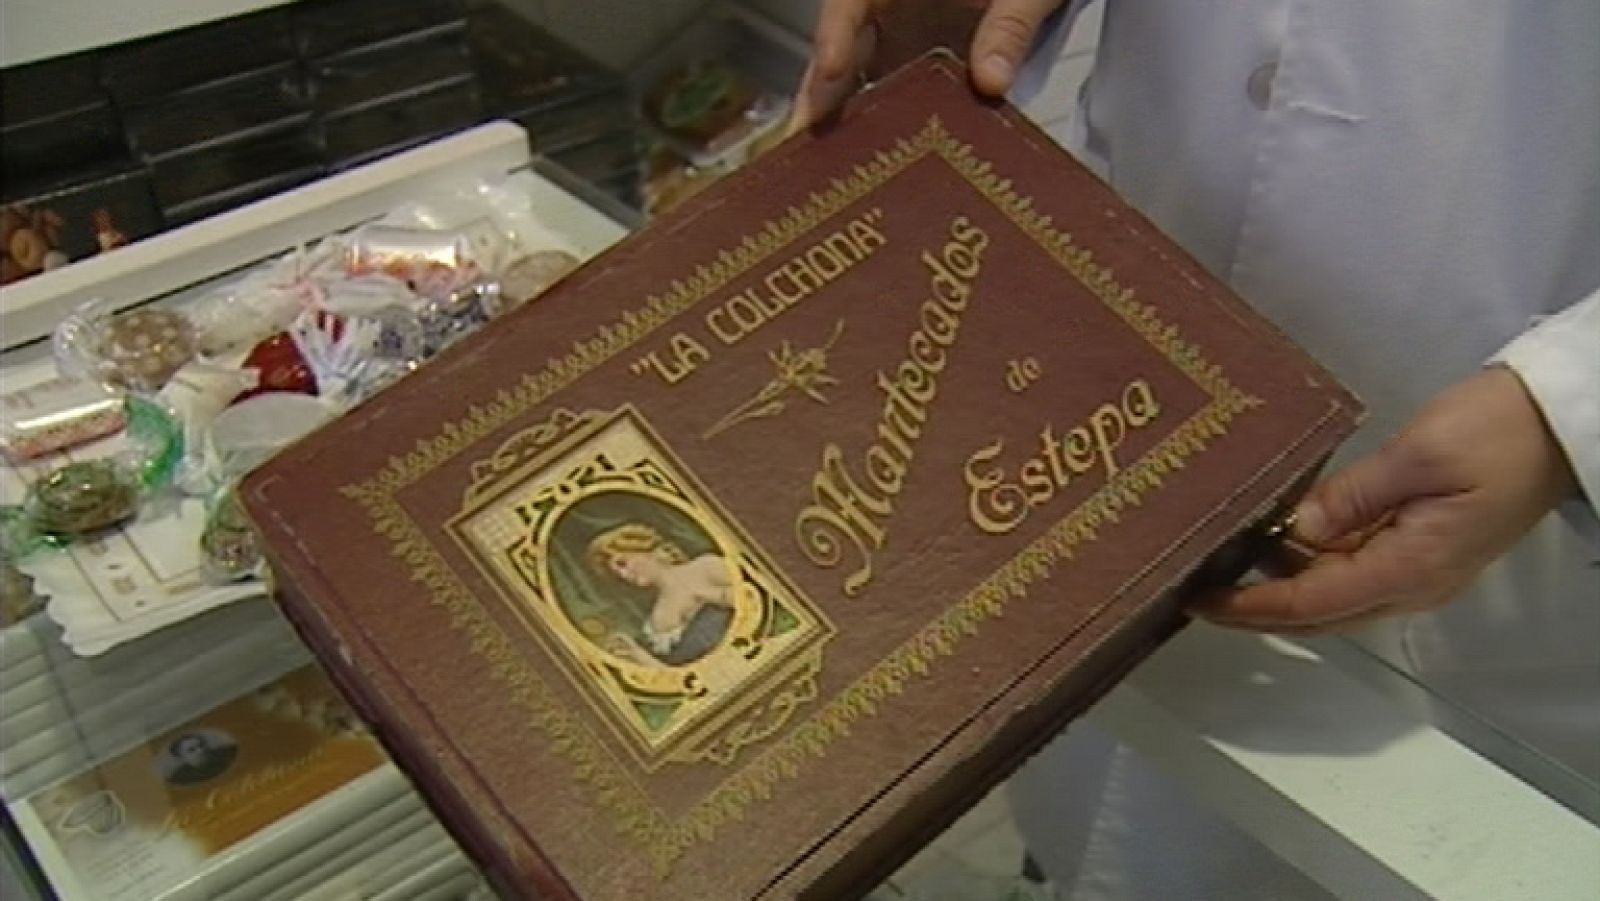 "LA COLCHONA"
Mantecados
de
Estepa